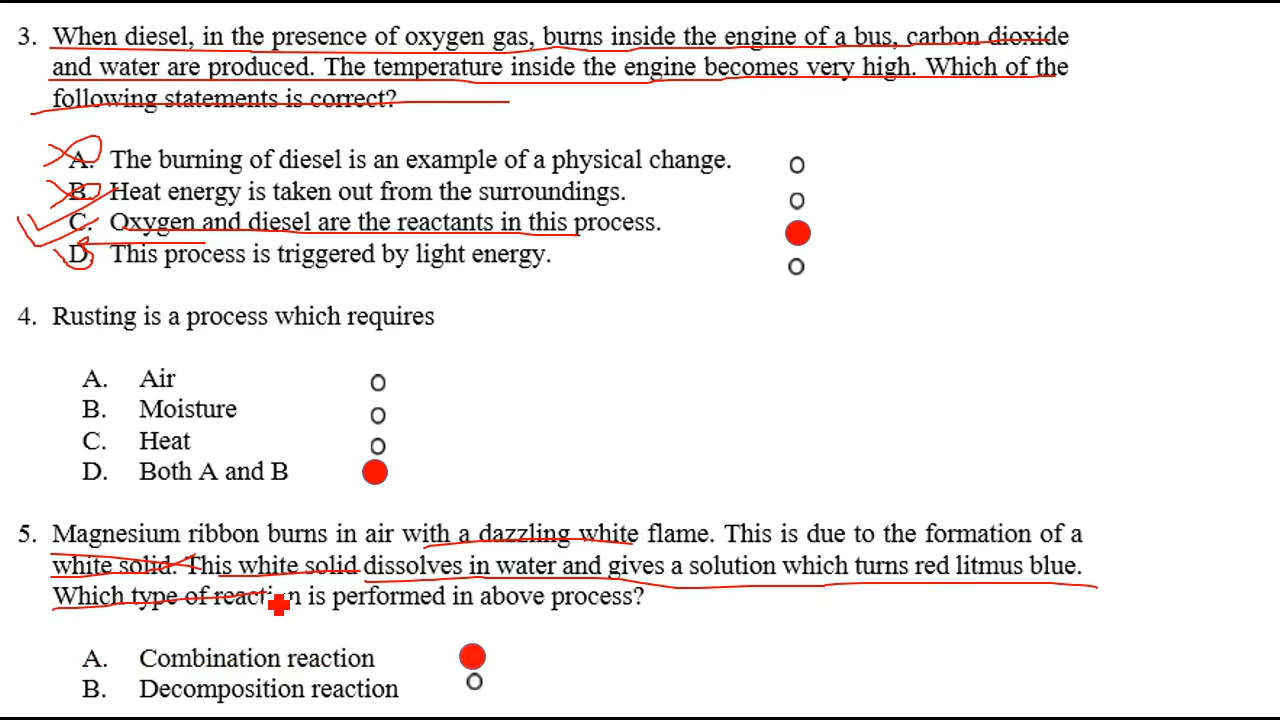 3. When diesel, in the presence of oxygen gas, burns inside the engine of a bus, carbon dioxide
and water are produced. The temperature inside the engine becomes very high. Which of the
following statements is correct?
A. The burning of diesel is an example of a physical change.
B. Heat energy is taken out from the surroundings.
C. Oxygen and diesel are the reactants in this process.
D. This process is triggered by light energy.
4. Rusting is a process which requires
A. Air
B. Moisture
C. Heat
D. Both A and B
5. Magnesium ribbon burns in air with a dazzling white flame. This is due to the formation of a
white solid. This white solid dissolves in water and gives a solution which turns red litmus blue.
Which type of reaction is performed in above process?
A. Combination reaction
B. Decomposition reaction